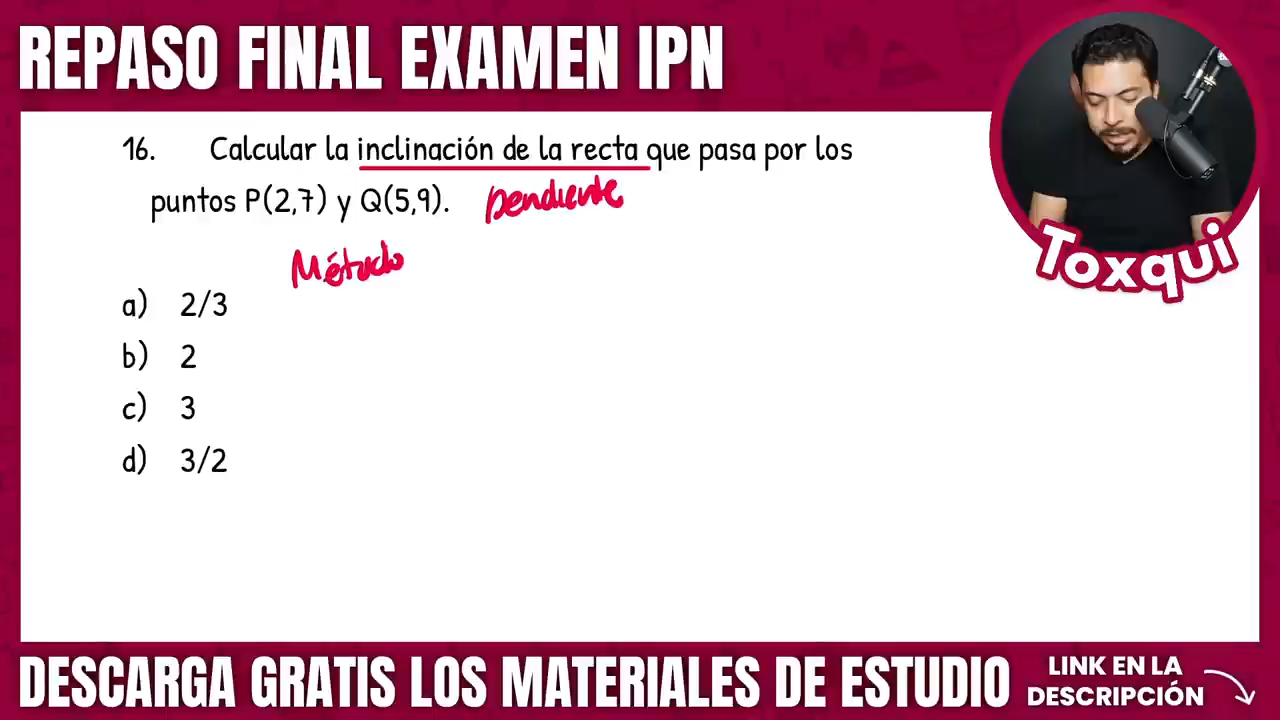 REPASO FINAL EXAMEN IPN
16. Calcular la inclinación de la recta que pasa por los
puntos P(2,7) y Q(5,9). pendiente
Método
a) 2/3
b) 2
c) 3
d) 3/2
Toxqui
DESCARGA GRATIS LOS MATERIALES DE ESTUDIO
LINK EN LA
DESCRIPCIÓN